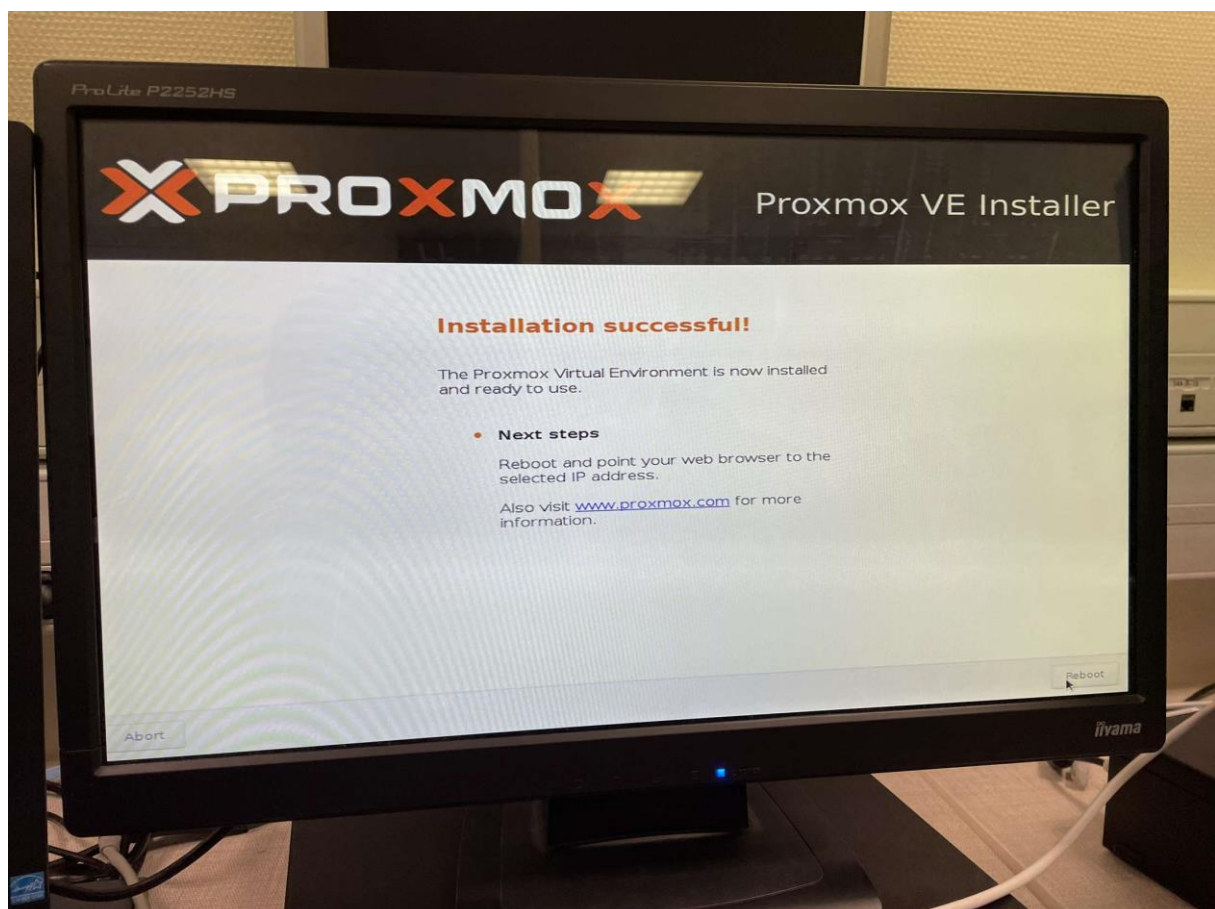 ProLite P2252HS
PROXMOX
Proxmox VE Installer
Installation successful!
The Proxmox Virtual Environment is now installed
and ready to use.
• Next steps
Reboot and point your web browser to the
selected IP address.
Also visit www.proxmox.com for more
information.
Abort
Reboot
iiyama